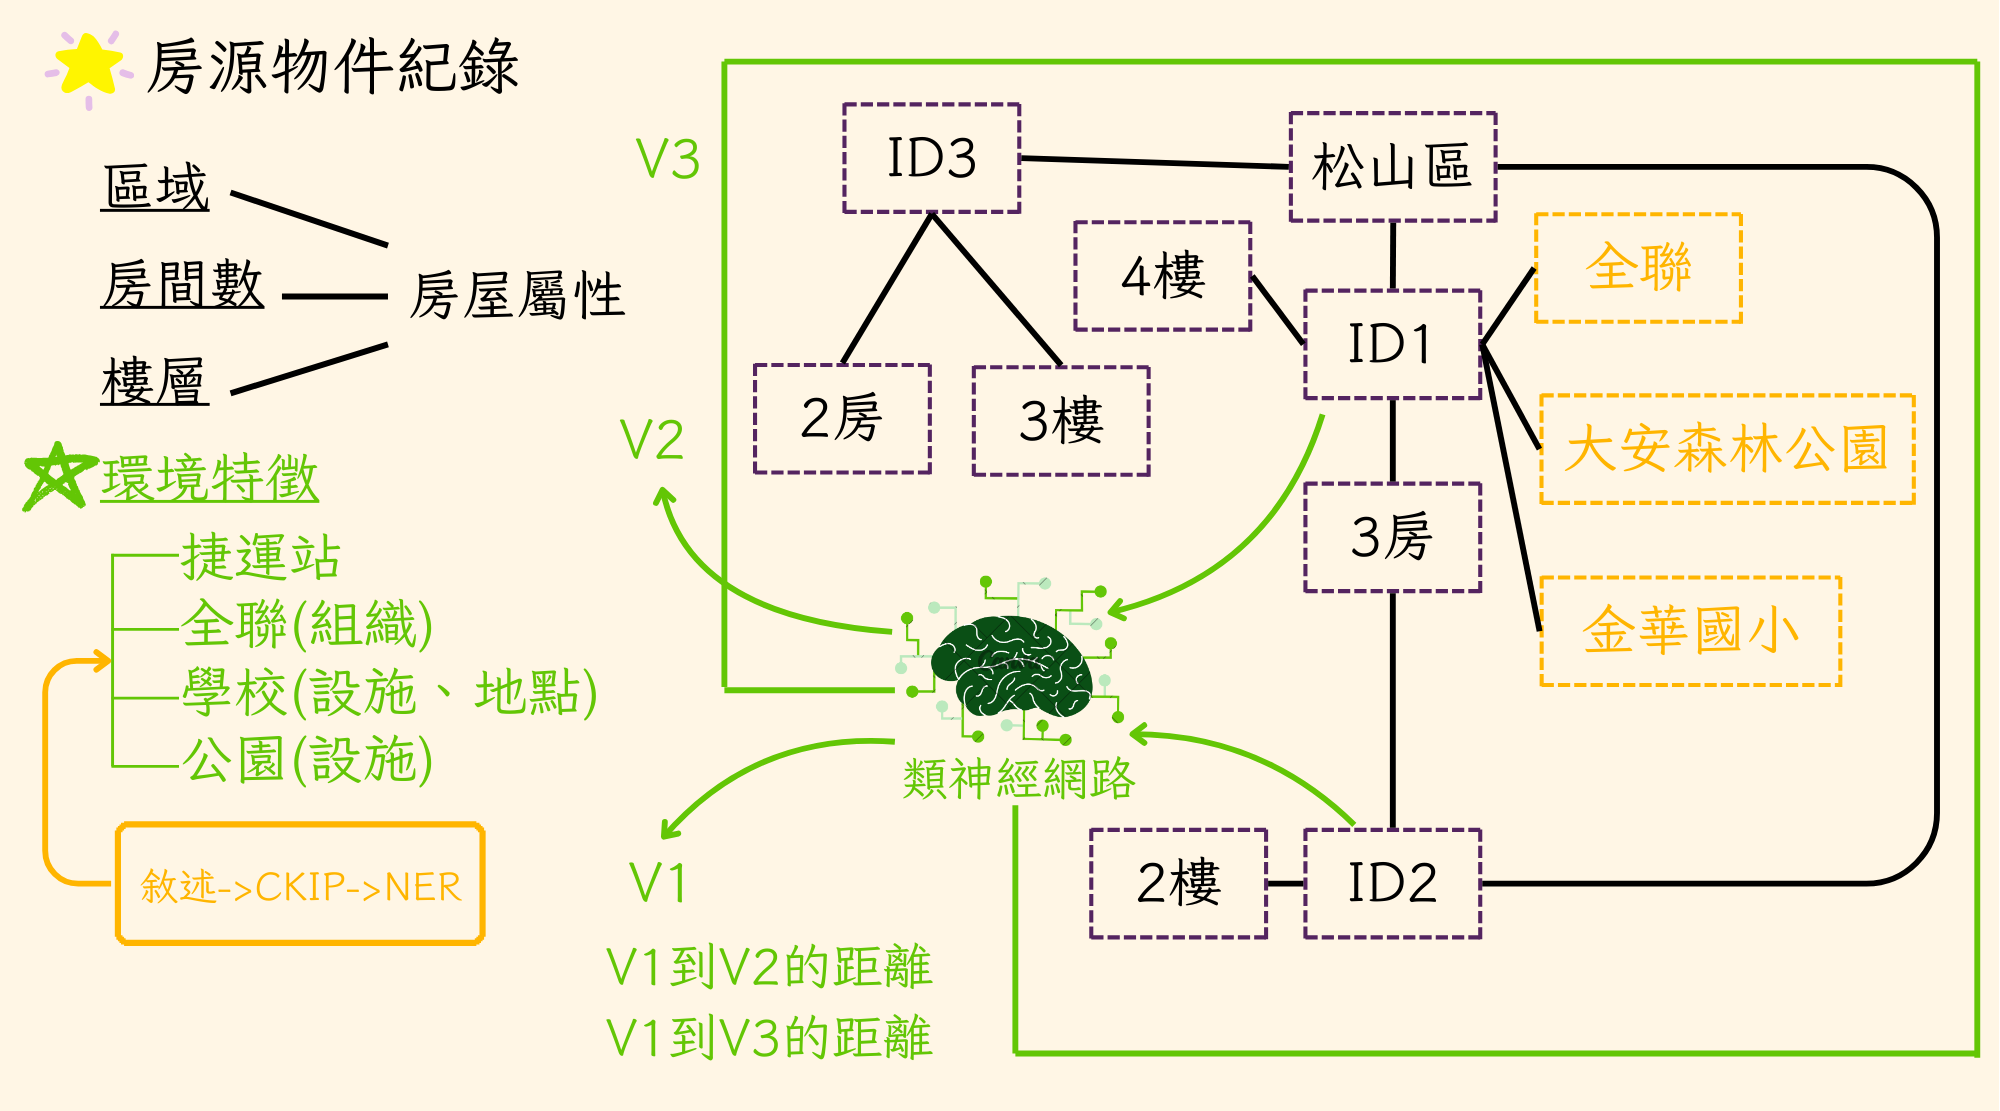 房源物件紀錄
區域
房間數
樓層
房屋屬性
環境特徵
捷運站
全聯(組織)
學校(設施、地點)
公園(設施)
敘述->CKIP->NER
V3
V2
V1
V1到V2的距離
V1到V3的距離
ID3
松山區
4樓
全聯
ID1
2房
3樓
大安森林公園
3房
金華國小
類神經網路
2樓
ID2